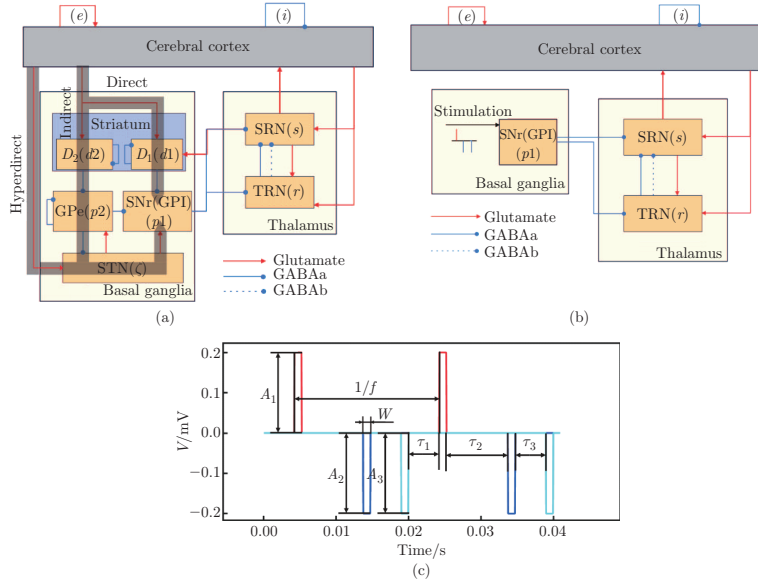 (e)
(i)
Cerebral cortex
Direct
Indirect
Hyperdirect
Striatum
D₂(d2)
D₁(d1)
GPe(p2)
SNr(GPI)
(p1)
STN(ζ)
Basal ganglia
SRN(s)
TRN(r)
Thalamus
Glutamate
GABAa
GABAb
(a)
(e)
(i)
Cerebral cortex
Stimulation
SNr(GPI)
(p1)
Basal ganglia
SRN(s)
TRN(r)
Thalamus
Glutamate
GABAa
GABAb
(b)
V/mV
0.2
0.1
0.0
−0.1
−0.2
A₁
1/f
W
A₂
A₃
τ₁
τ₂
τ₃
0.00
0.01
0.02
0.03
0.04
Time/s
(c)